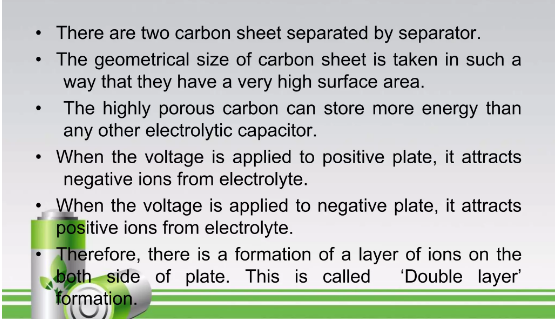 • There are two carbon sheet separated by separator.
• The geometrical size of carbon sheet is taken in such a
way that they have a very high surface area.
• The highly porous carbon can store more energy than
any other electrolytic capacitor.
• When the voltage is applied to positive plate, it attracts
negative ions from electrolyte.
• When the voltage is applied to negative plate, it attracts
positive ions from electrolyte.
• Therefore, there is a formation of a layer of ions on the
both side of plate. This is called ‘Double layer’
formation.